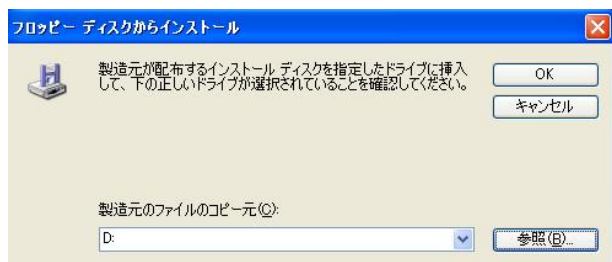 フロッピー ディスクからインストール
製造元が配布するインストール ディスクを指定したドライブに挿入
して、下の正しいドライブが選択されていることを確認してください。
OK
キャンセル
製造元のファイルのコピー元(C):
D:
参照(B)...